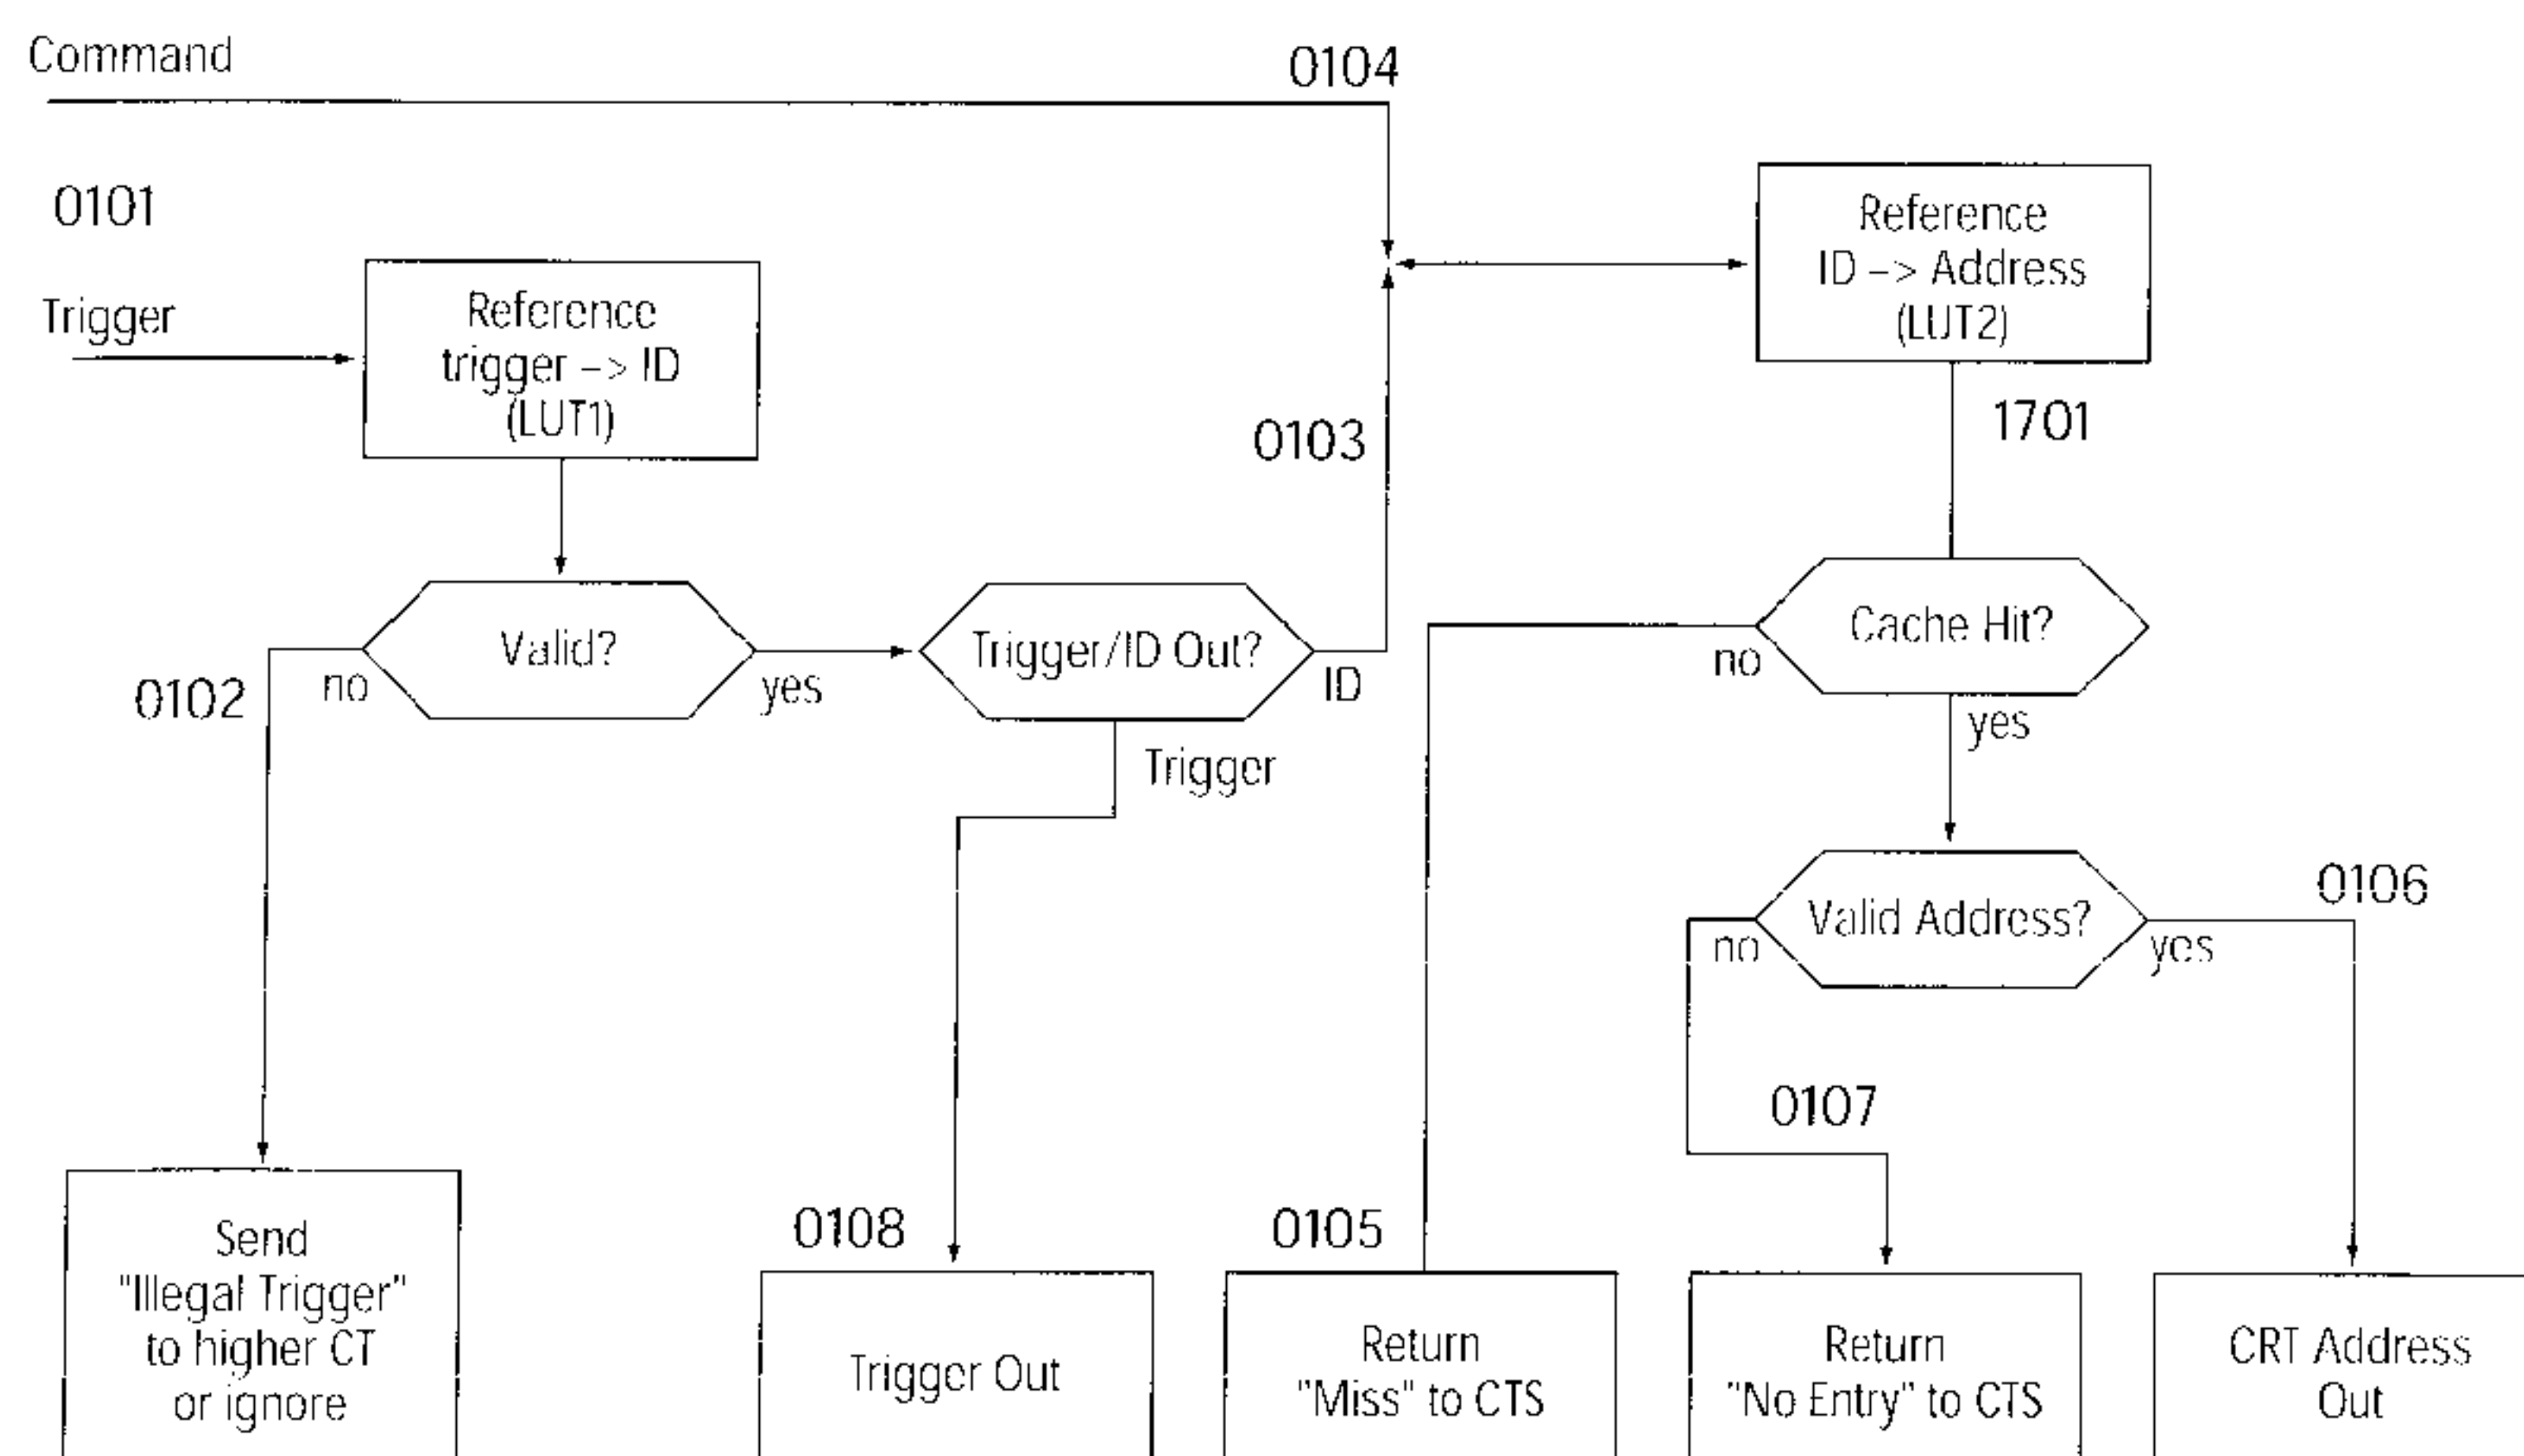 Command
0104
0101
Trigger
Reference
trigger –> ID
(LUT1)
Reference
ID –> Address
(LUT2)
0103
1701
Valid?
no
yes
0102
Trigger/ID Out?
ID
Trigger
Cache Hit?
no
yes
Valid Address?
no
yes
0106
0107
0108
0105
Send
"Illegal Trigger"
to higher CT
or ignore
Trigger Out
Return
"Miss" to CTS
Return
"No Entry" to CTS
CRT Address
Out